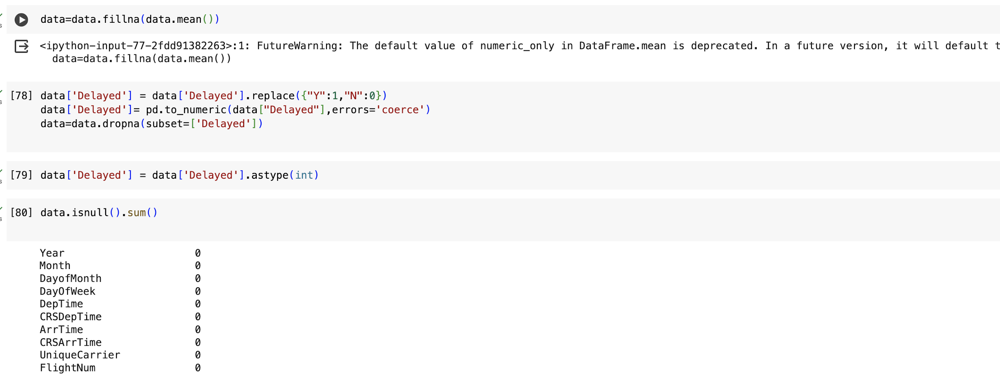 data=data.fillna(data.mean())
<ipython-input-77-2fdd91382263>:1: FutureWarning: The default value of numeric_only in DataFrame.mean is deprecated. In a future version, it will default t
data=data.fillna(data.mean())
[78] data['Delayed'] = data['Delayed'].replace({"Y":1,"N":0})
data['Delayed']= pd.to_numeric(data["Delayed"],errors='coerce')
data=data.dropna(subset=['Delayed'])
[79] data['Delayed'] = data['Delayed'].astype(int)
[80] data.isnull().sum()
Year 0
Month 0
DayofMonth 0
DayOfWeek 0
DepTime 0
CRSDepTime 0
ArrTime 0
CRSArrTime 0
UniqueCarrier 0
FlightNum 0